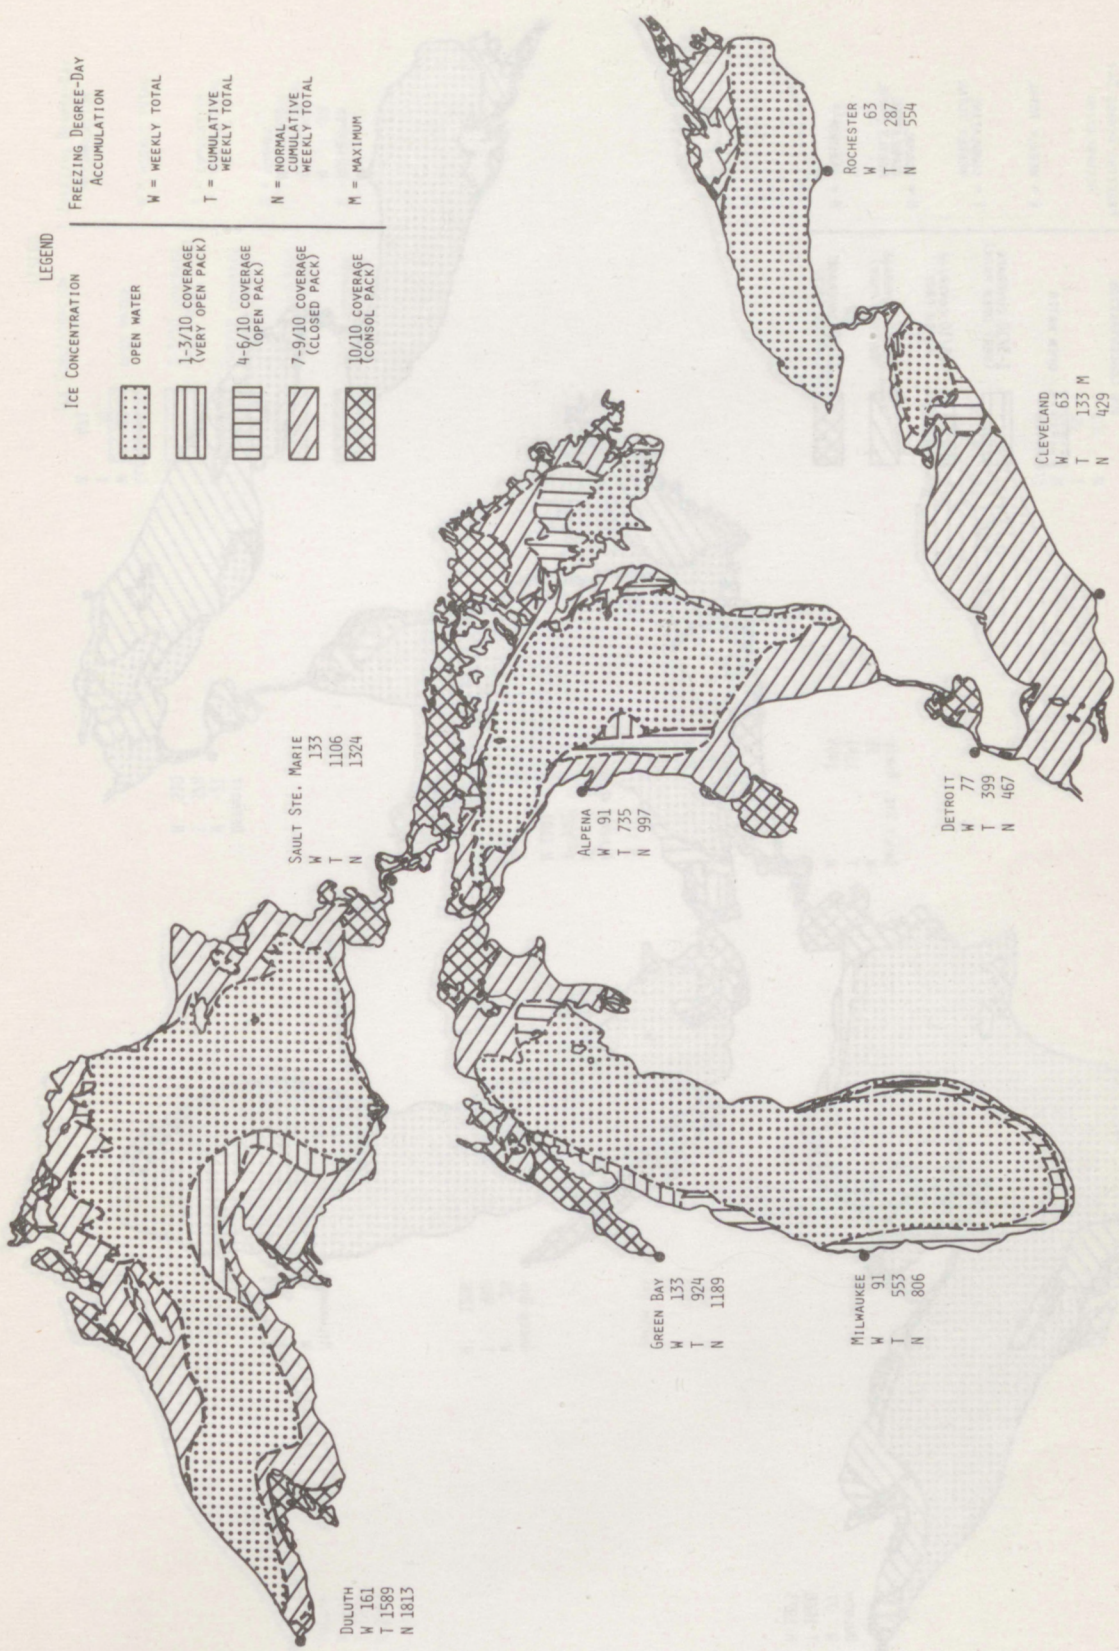 LEGEND
ICE CONCENTRATION
OPEN WATER
1-3/10 COVERAGE
(VERY OPEN PACK)
4-6/10 COVERAGE
(OPEN PACK)
7-9/10 COVERAGE
(CLOSED PACK)
10/10 COVERAGE
(CONSOL PACK)
FREEZING DEGREE-DAY
ACCUMULATION
W = WEEKLY TOTAL
T = CUMULATIVE
WEEKLY TOTAL
N = NORMAL
CUMULATIVE
WEEKLY TOTAL
M = MAXIMUM
DULUTH
W 161
T 1589
N 1813
SAULT STE. MARIE
W 133
T 1106
N 1324
GREEN BAY
W 133
T 924
N 1189
MILWAUKEE
W 91
T 553
N 806
ALPENA
W 91
T 735
N 997
DETROIT
W 77
T 399
N 467
CLEVELAND
W 63
T 133 M
N 429
ROCHESTER
W 63
T 287
N 554